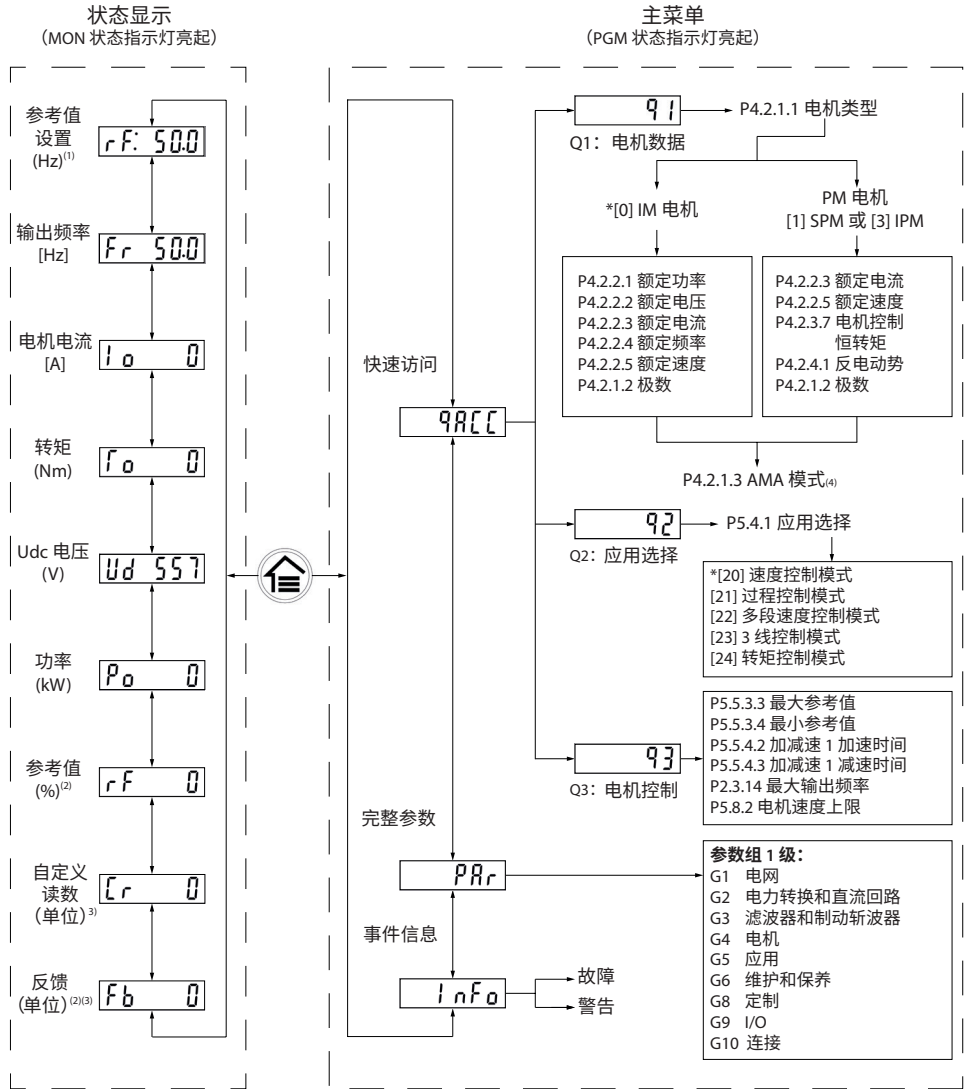 状态显示
（MON 状态指示灯亮起）
参考值
设置
(Hz)(1)
rF: 50.0
输出频率
[Hz]
Fr 50.0
电机电流
[A]
Io 0
转矩
(Nm)
To 0
Udc 电压
(V)
Ud 557
功率
(kW)
Po 0
参考值
(%)(2)
rF 0
自定义
读数
（单位）3)
Cr 0
反馈
(单位）(2)(3)
Fb 0
主菜单
（PGM 状态指示灯亮起）
快速访问
qACC
q1
Q1：电机数据
P4.2.1.1 电机类型
*[0] IM 电机
PM 电机
[1] SPM 或 [3] IPM
P4.2.2.1 额定功率
P4.2.2.2 额定电压
P4.2.2.3 额定电流
P4.2.2.4 额定频率
P4.2.2.5 额定速度
P4.2.1.2 极数
P4.2.2.3 额定电流
P4.2.2.5 额定速度
P4.2.3.7 电机控制
恒转矩
P4.2.4.1 反电动势
P4.2.1.2 极数
P4.2.1.3 AMA 模式(4)
q2
Q2：应用选择
P5.4.1 应用选择
*[20] 速度控制模式
[21] 过程控制模式
[22] 多段速度控制模式
[23] 3 线控制模式
[24] 转矩控制模式
q3
Q3：电机控制
P5.5.3.3 最大参考值
P5.5.3.4 最小参考值
P5.5.4.2 加减速 1 加速时间
P5.5.4.3 加减速 1 减速时间
P2.3.14 最大输出频率
P5.8.2 电机速度上限
完整参数
PAr
参数组 1 级：
G1 电网
G2 电力转换和直流回路
G3 滤波器和制动斩波器
G4 电机
G5 应用
G6 维护和保养
G8 定制
G9 I/O
G10 连接
事件信息
InFo
故障
警告